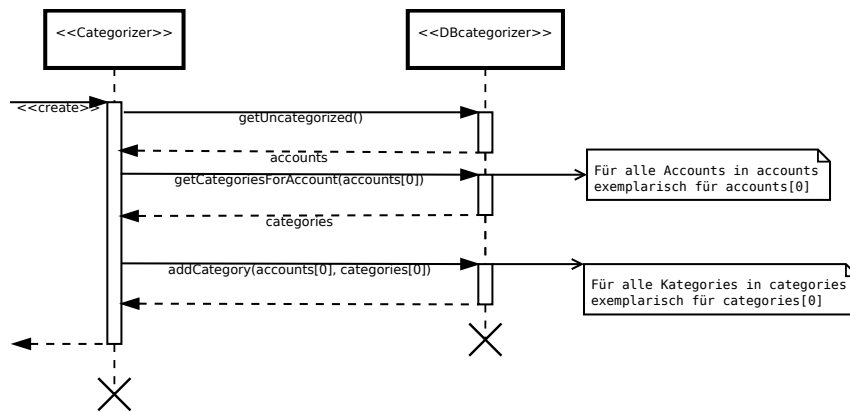 <<Categorizer>>
<<DBcategorizer>>
<<create>>
getUncategorized()
accounts
getCategoriesForAccount(accounts[0])
Für alle Accounts in accounts
exemplarisch für accounts[0]
categories
addCategory(accounts[0], categories[0])
Für alle Kategories in categories
exemplarisch für categories[0]